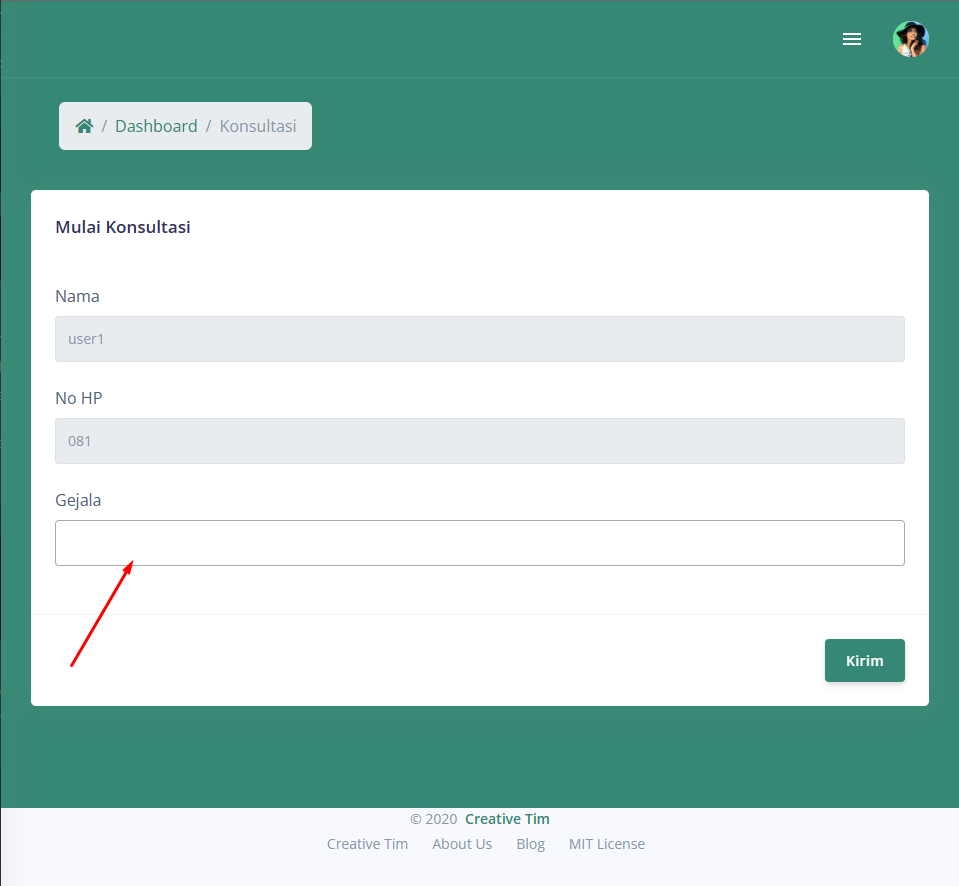 / Dashboard / Konsultasi
Mulai Konsultasi
Nama
user1
No HP
081
Gejala
Kirim
© 2020 Creative Tim
Creative Tim About Us Blog MIT License